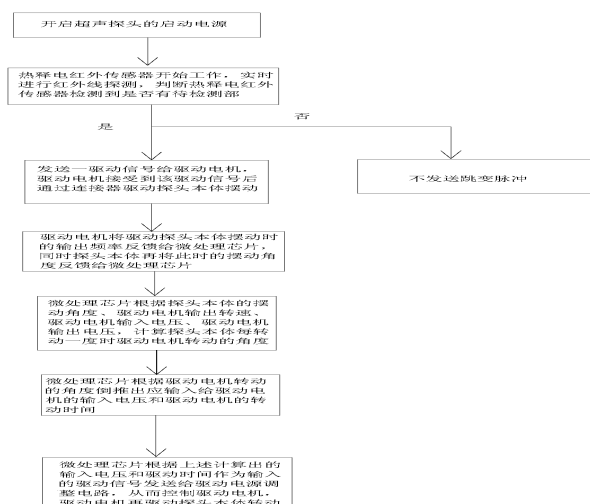 开启超声探头的启动电源
热释电红外传感器开始工作，实时
进行红外线探测，判断热释电红外
传感器检测到是否有待检测部
是
否
发送一驱动信号给驱动电机，
驱动电机接受到该驱动信号后
通过连接器驱动探头本体摆动
不发送跳变脉冲
驱动电机将驱动探头本体摆动时
的输出频率反馈给微处理芯片，
同时探头本体再将此时的摆动角
度反馈给微处理芯片
微处理芯片根据探头本体的摆
动角度、驱动电机输出转速、
驱动电机输入电压、驱动电机
输出电压，计算探头本体每转
动一度时驱动电机转动的角度
微处理芯片根据驱动电机转动
的角度倒推出应输入给驱动电
机的输入电压和驱动电机的转
动时间
微处理芯片根据上述计算出的
输入电压和驱动时间作为输入
的驱动信号发送给驱动电源调
整电路，从而控制驱动电机，
驱动电机再驱动探头本体转动